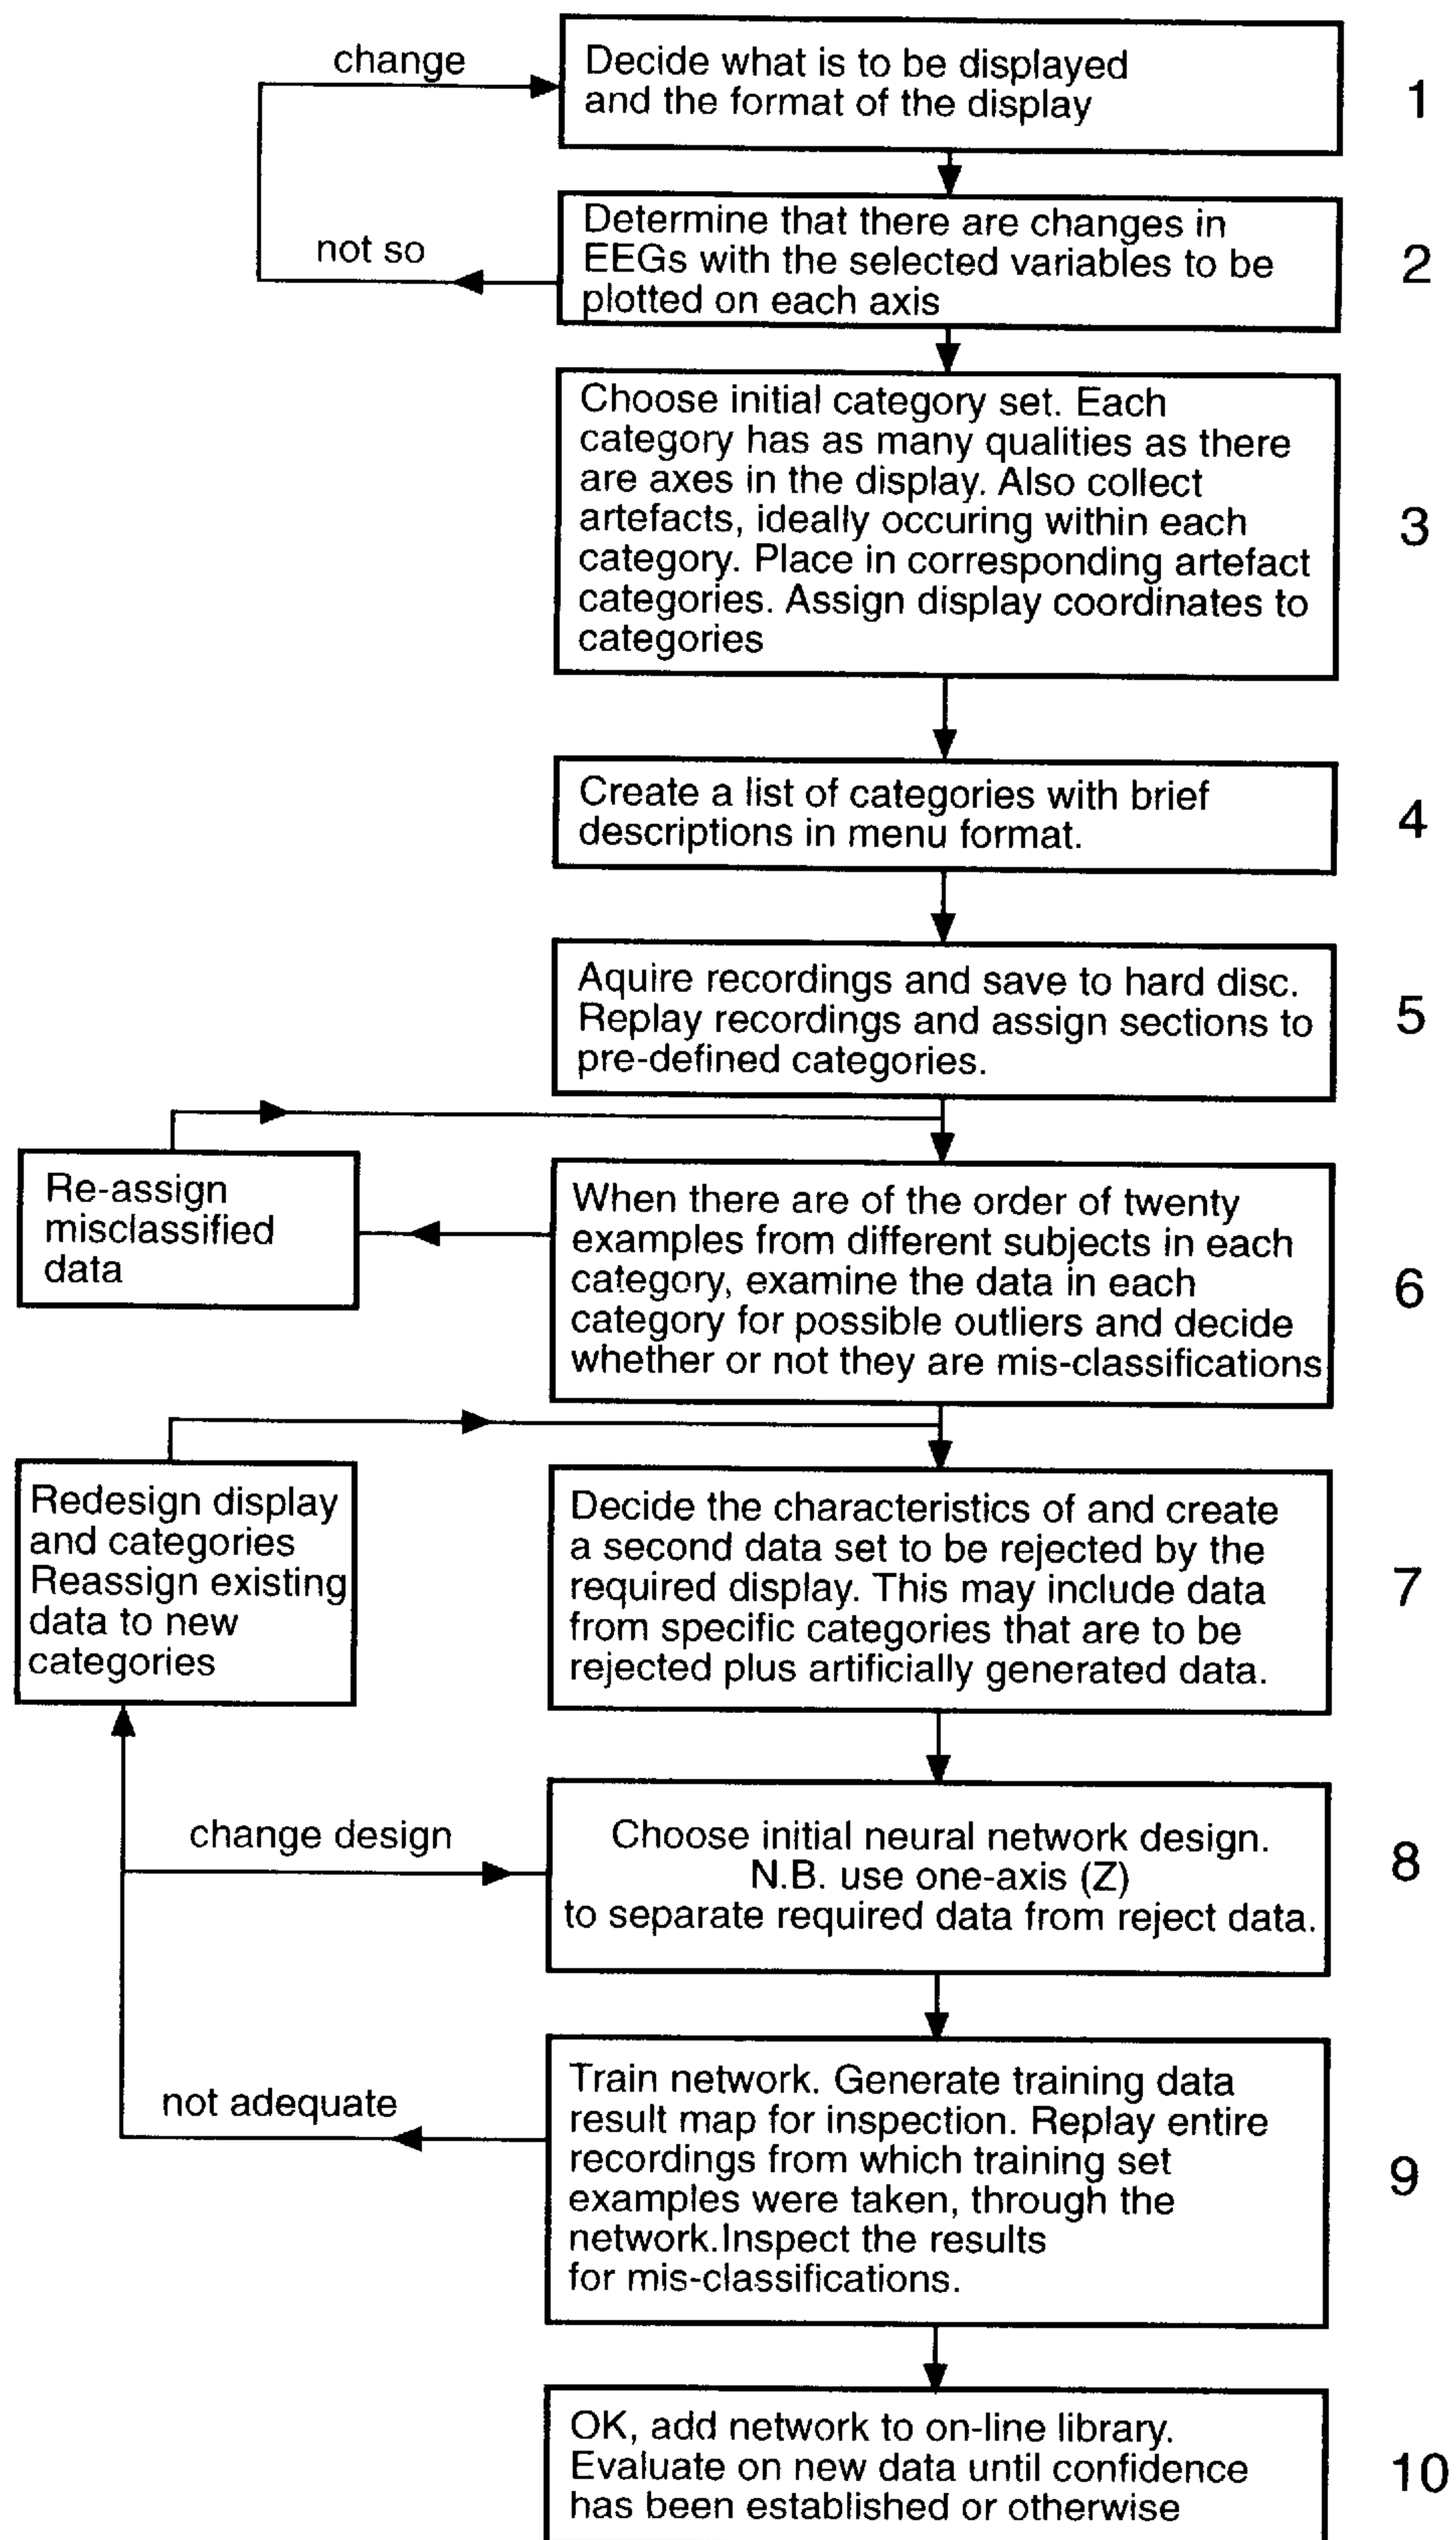 change
Decide what is to be displayed
and the format of the display
1
not so
Determine that there are changes in
EEGs with the selected variables to be
plotted on each axis
2
Choose initial category set. Each
category has as many qualities as there
are axes in the display. Also collect
artefacts, ideally occuring within each
category. Place in corresponding artefact
categories. Assign display coordinates to
categories
3
Create a list of categories with brief
descriptions in menu format.
4
Aquire recordings and save to hard disc.
Replay recordings and assign sections to
pre-defined categories.
5
Re-assign
misclassified
data
When there are of the order of twenty
examples from different subjects in each
category, examine the data in each
category for possible outliers and decide
whether or not they are mis-classifications
6
Redesign display
and categories
Reassign existing
data to new
categories
Decide the characteristics of and create
a second data set to be rejected by the
required display. This may include data
from specific categories that are to be
rejected plus artificially generated data.
7
change design
Choose initial neural network design.
N.B. use one-axis (Z)
to separate required data from reject data.
8
not adequate
Train network. Generate training data
result map for inspection. Replay entire
recordings from which training set
examples were taken, through the
network.Inspect the results
for mis-classifications.
9
OK, add network to on-line library.
Evaluate on new data until confidence
has been established or otherwise
10